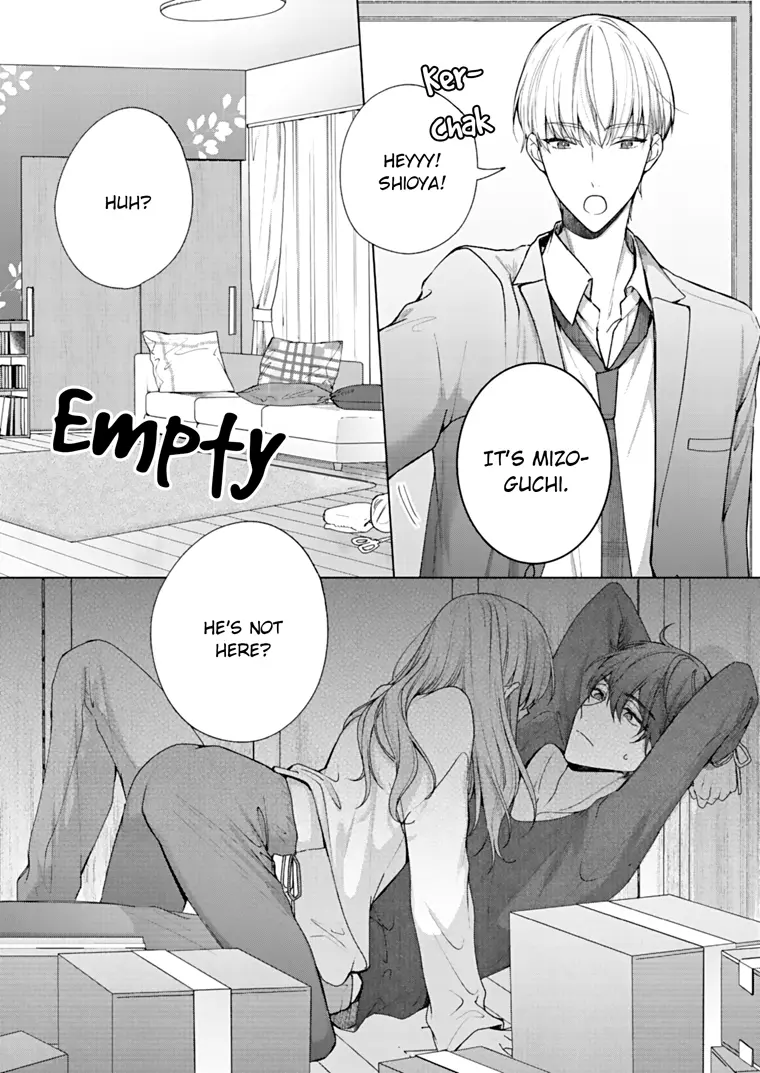 Ker-
Chak
HEYYY!
SHIOYA!
IT'S MIZO-
GUCHI.
HUH?
Empty
HE'S NOT
HERE?